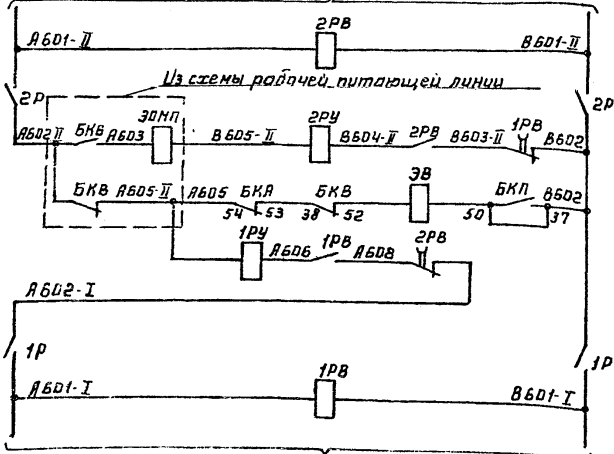 А601-II 2РВ В601-II
Из схемы рабочей питающей линии
2Р 2Р
А602II БКВ А603 ЭОМП В605-II 2РУ В604-II 2РВ В603-II 1РВ В602
БКВ А605-II А605 БКА БКВ ЭВ БКП В602
54 53 38 52 50 37
1РУ А606 1РВ А608 2РВ
А602-I
1Р 1Р
А601-I 1РВ В601-I